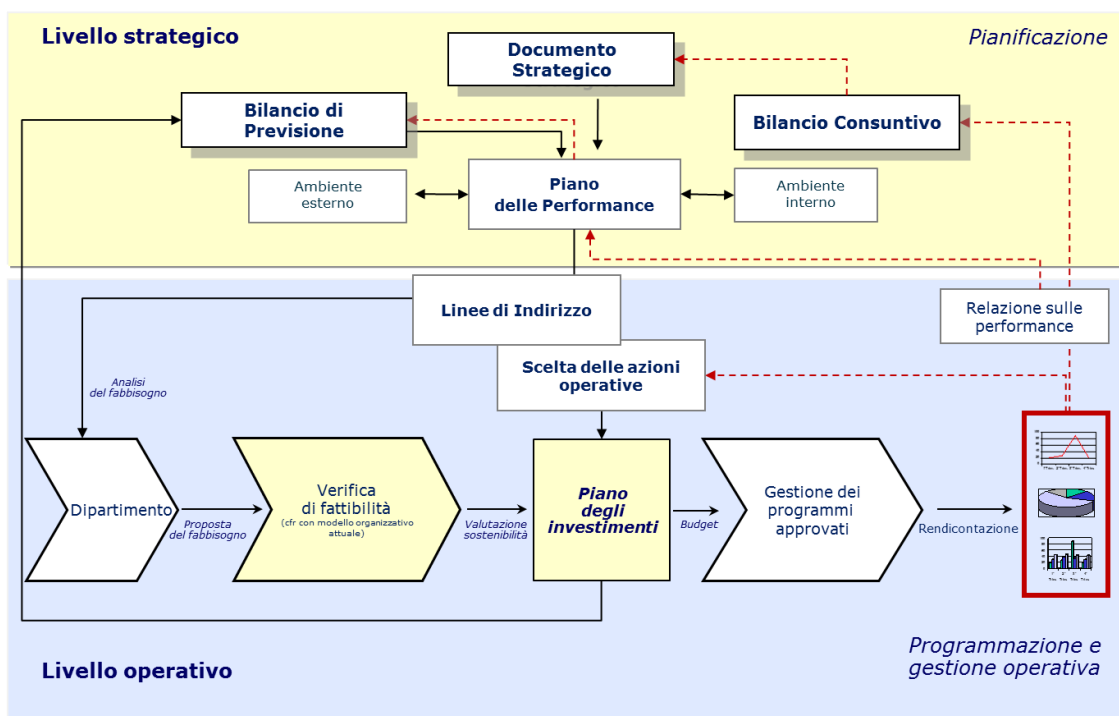 Livello strategico
Pianificazione
Documento
Strategico
Bilancio di
Previsione
Bilancio Consuntivo
Ambiente
esterno
Piano
delle Performance
Ambiente
interno
Linee di Indirizzo
Relazione sulle
performance
Scelta delle azioni
operative
Analisi
del fabbisogno
Dipartimento
Proposta
del fabbisogno
Verifica
di fattibilità
(cfr con modello organizzativo
attuale)
Valutazione
sostenibilità
Piano
degli
investimenti
Budget
Gestione dei
programmi
approvati
Rendicontazione
Programmazione e
gestione operativa
Livello operativo